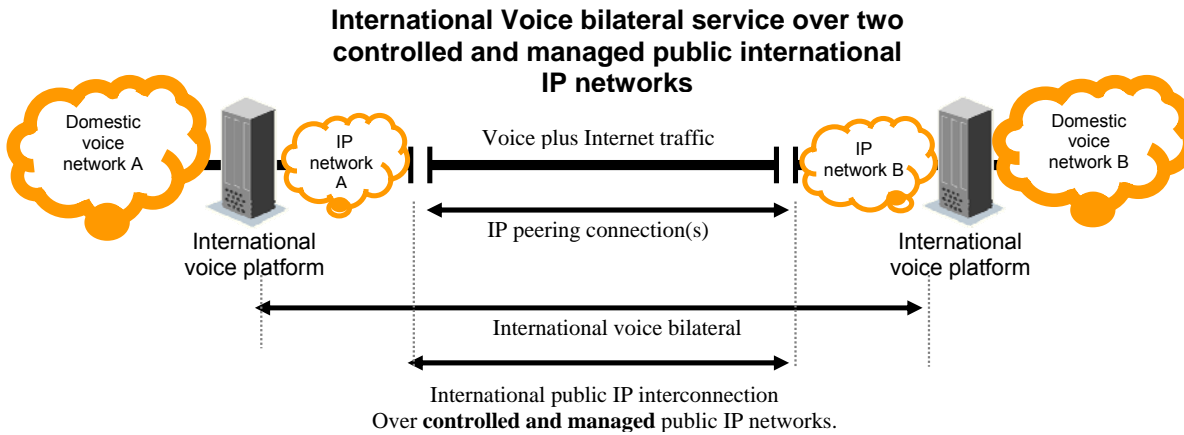 International Voice bilateral service over two
controlled and managed public international
IP networks
Domestic
voice
network A
IP
network
A
Voice plus Internet traffic
IP
network B
Domestic
voice
network B
IP peering connection(s)
International
voice platform
International
voice platform
International voice bilateral
International public IP interconnection
Over controlled and managed public IP networks.